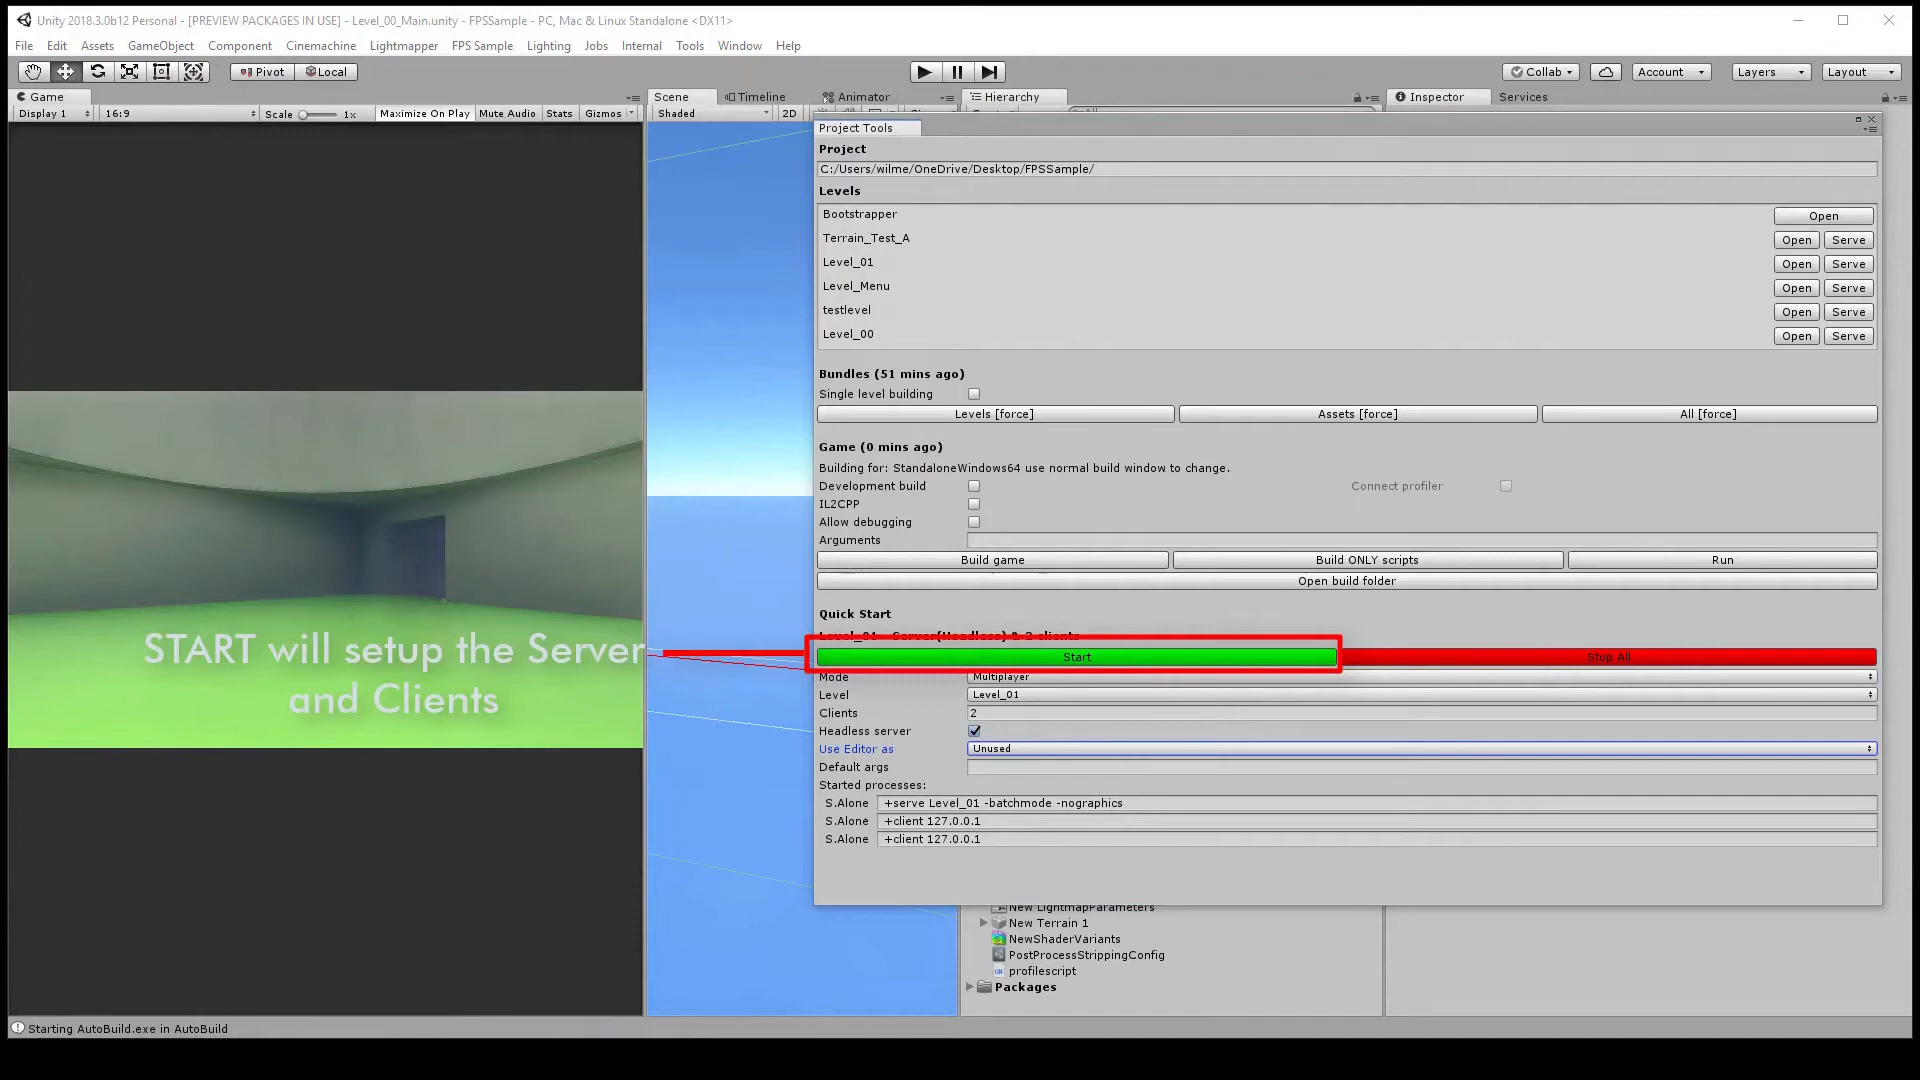 Unity 2018.3.0b12 Personal - [PREVIEW PACKAGES IN USE] - Level_00_Main.unity - FPSSample - PC, Mac & Linux Standalone <DX11>
File Edit Assets GameObject Component Cinemachine Lightmapper FPS Sample Lighting Jobs Internal Tools Window Help
Pivot Local Collab Account Layers Layout
Game Scene Timeline Animator Hierarchy Inspector Services
Display 1 16:9 Scale 1x Maximize On Play Mute Audio Stats Gizmos Shaded 2D
Project Tools
Project
C:/Users/wilme/OneDrive/Desktop/FPSSample/
Levels
Bootstrapper Open
Terrain_Test_A Open Serve
Level_01 Open Serve
Level_Menu Open Serve
testlevel Open Serve
Level_00 Open Serve
Bundles (51 mins ago)
Single level building
Levels [force] Assets [force] All [force]
Game (0 mins ago)
Building for: StandaloneWindows64 use normal build window to change.
Development build Connect profiler
IL2CPP
Allow debugging
Arguments
Build game Build ONLY scripts Run
Open build folder
Quick Start
Level_01 - Server(Headless) & 2 clients
START will setup the Server
and Clients
Start Stop All
Mode Multiplayer
Level Level_01
Clients 2
Headless server
Use Editor as Unused
Default args
Started processes:
S.Alone +serve Level_01 -batchmode -nographics
S.Alone +client 127.0.0.1
S.Alone +client 127.0.0.1
New LightmapParameters
New Terrain 1
NewShaderVariants
PostProcessStrippingConfig
profilescript
Packages
Starting AutoBuild.exe in AutoBuild